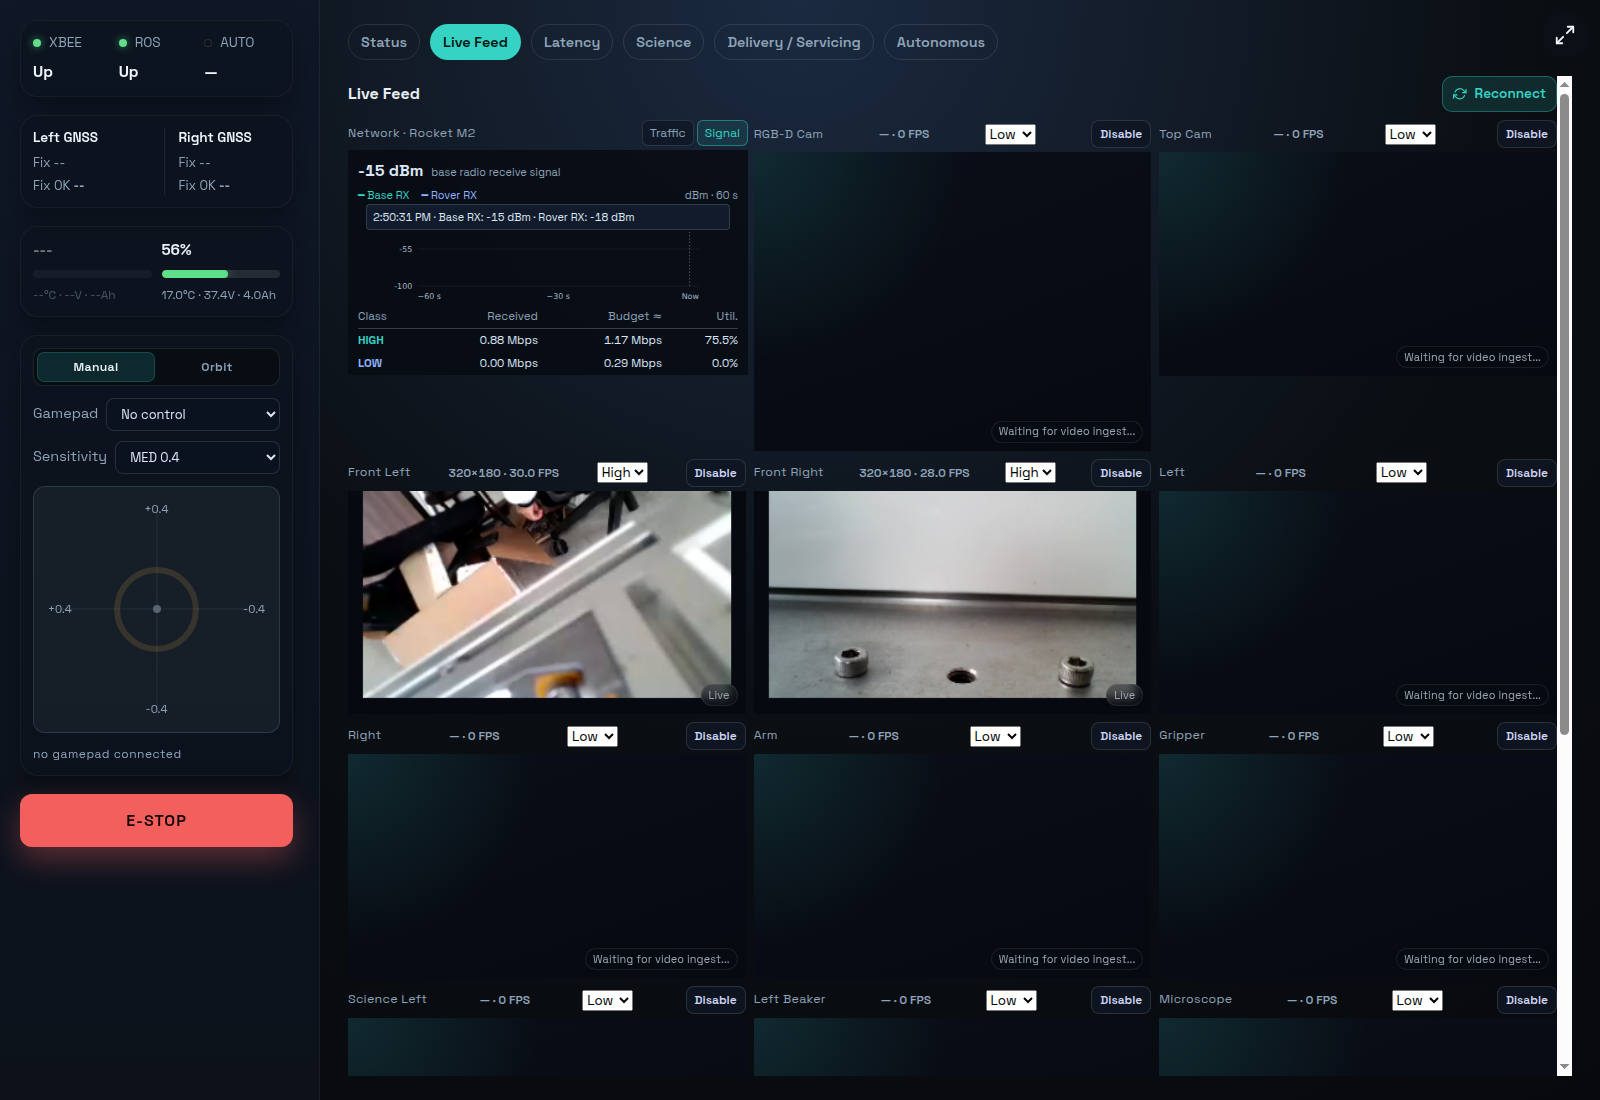 XBEE ROS AUTO
Up Up —
Left GNSS Right GNSS
Fix -- Fix --
Fix OK -- Fix OK --
--- 56%
--°C · --V · --Ah 17.0°C · 37.4V · 4.0Ah
Manual Orbit
Gamepad No control
Sensitivity MED 0.4
+0.4
+0.4 -0.4
-0.4
no gamepad connected
E-STOP
Status Live Feed Latency Science Delivery / Servicing Autonomous
Live Feed Reconnect
Network · Rocket M2 Traffic Signal
-15 dBm base radio receive signal
Base RX Rover RX dBm · 60 s
2:50:31 PM · Base RX: -15 dBm · Rover RX: -18 dBm
-55
-100
−60 s −30 s Now
Class Received Budget ≈ Util.
HIGH 0.88 Mbps 1.17 Mbps 75.5%
LOW 0.00 Mbps 0.29 Mbps 0.0%
RGB-D Cam — · 0 FPS Low Disable
Waiting for video ingest...
Top Cam — · 0 FPS Low Disable
Waiting for video ingest...
Front Left 320×180 · 30.0 FPS High Disable
Live
Front Right 320×180 · 28.0 FPS High Disable
Live
Left — · 0 FPS Low Disable
Waiting for video ingest...
Right — · 0 FPS Low Disable
Waiting for video ingest...
Arm — · 0 FPS Low Disable
Waiting for video ingest...
Gripper — · 0 FPS Low Disable
Waiting for video ingest...
Science Left — · 0 FPS Low Disable
Left Beaker — · 0 FPS Low Disable
Microscope — · 0 FPS Low Disable